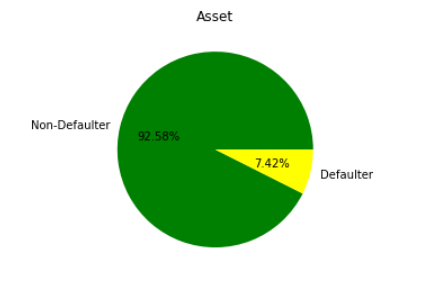 Asset
Non-Defaulter
92.58%
7.42%
Defaulter